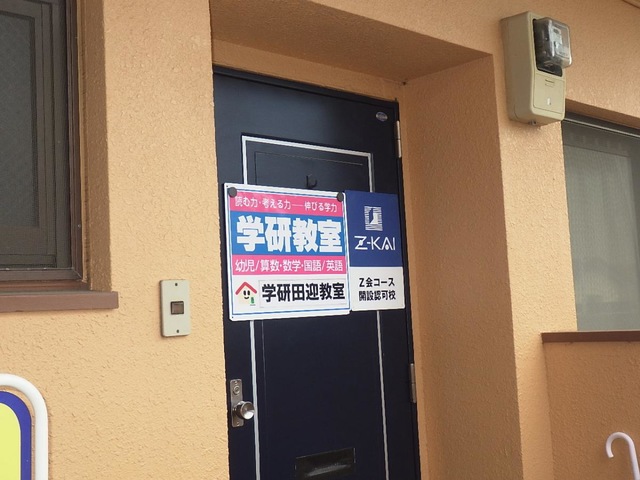 読む力・考える力──伸びる学力
学研教室
幼児/算数・数学・国語/英語
学研田迎教室
Z-KAI
Z会コース
開設認可校